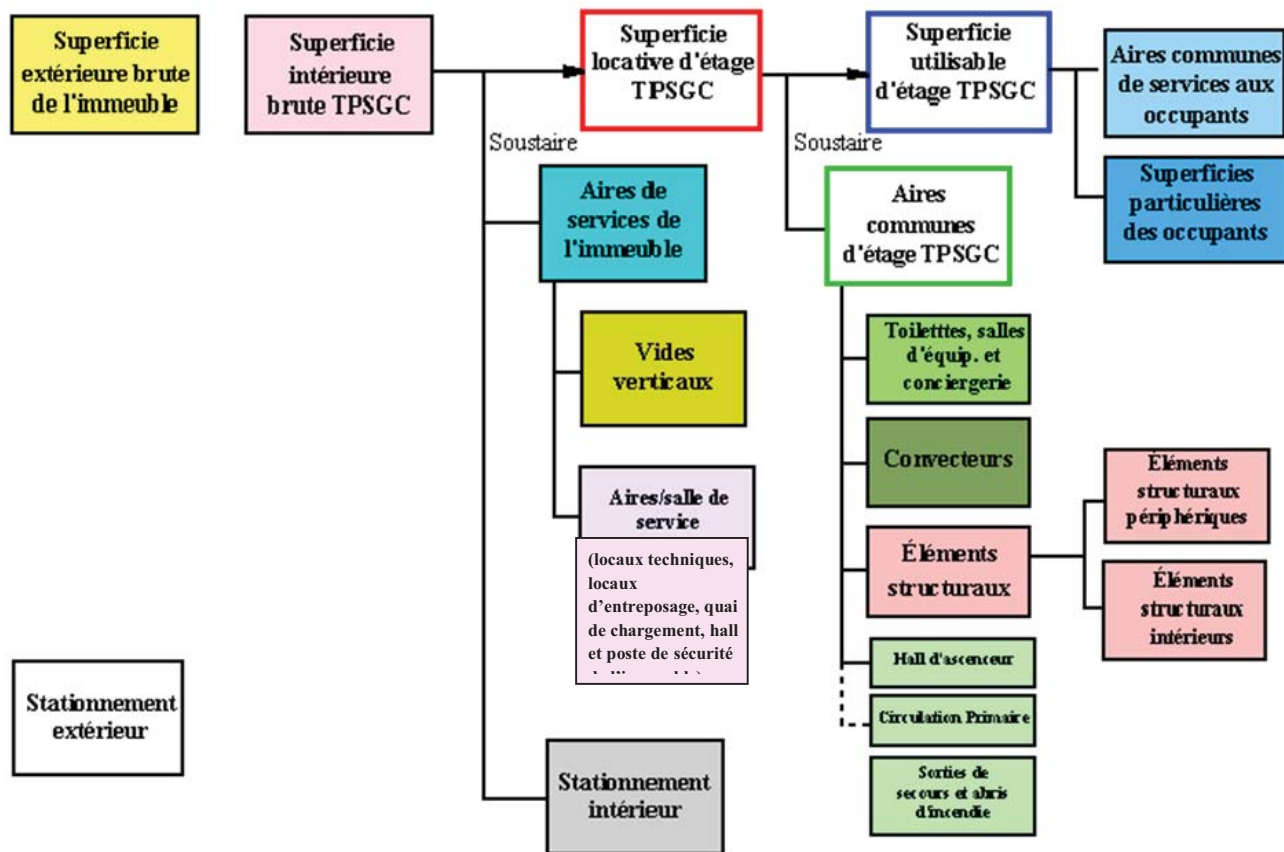 Superficie
extérieure brute
de l'immeuble
Superficie
intérieure
brute TPSGC
Superficie
locative d'étage
TPSGC
Superficie
utilisable
d'étage TPSGC
Aires communes
de services aux
occupants
Soustaire
Soustaire
Superficies
particulières
des occupants
Aires de
services de
l'immeuble
Aires
communes
d'étage TPSGC
Vides
verticaux
Toiletttes, salles
d'équip. et
conciergerie
Convecteurs
Aires/salle de
service
(locaux techniques,
locaux
d’entreposage, quai
de chargement, hall
et poste de sécurité
Éléments
structuraux
Éléments
structuraux
périphériques
Éléments
structuraux
intérieurs
Hall d'ascenceur
Circulation Primaire
Sorties de
secours et abris
d'incendie
Stationnement
extérieur
Stationnement
intérieur